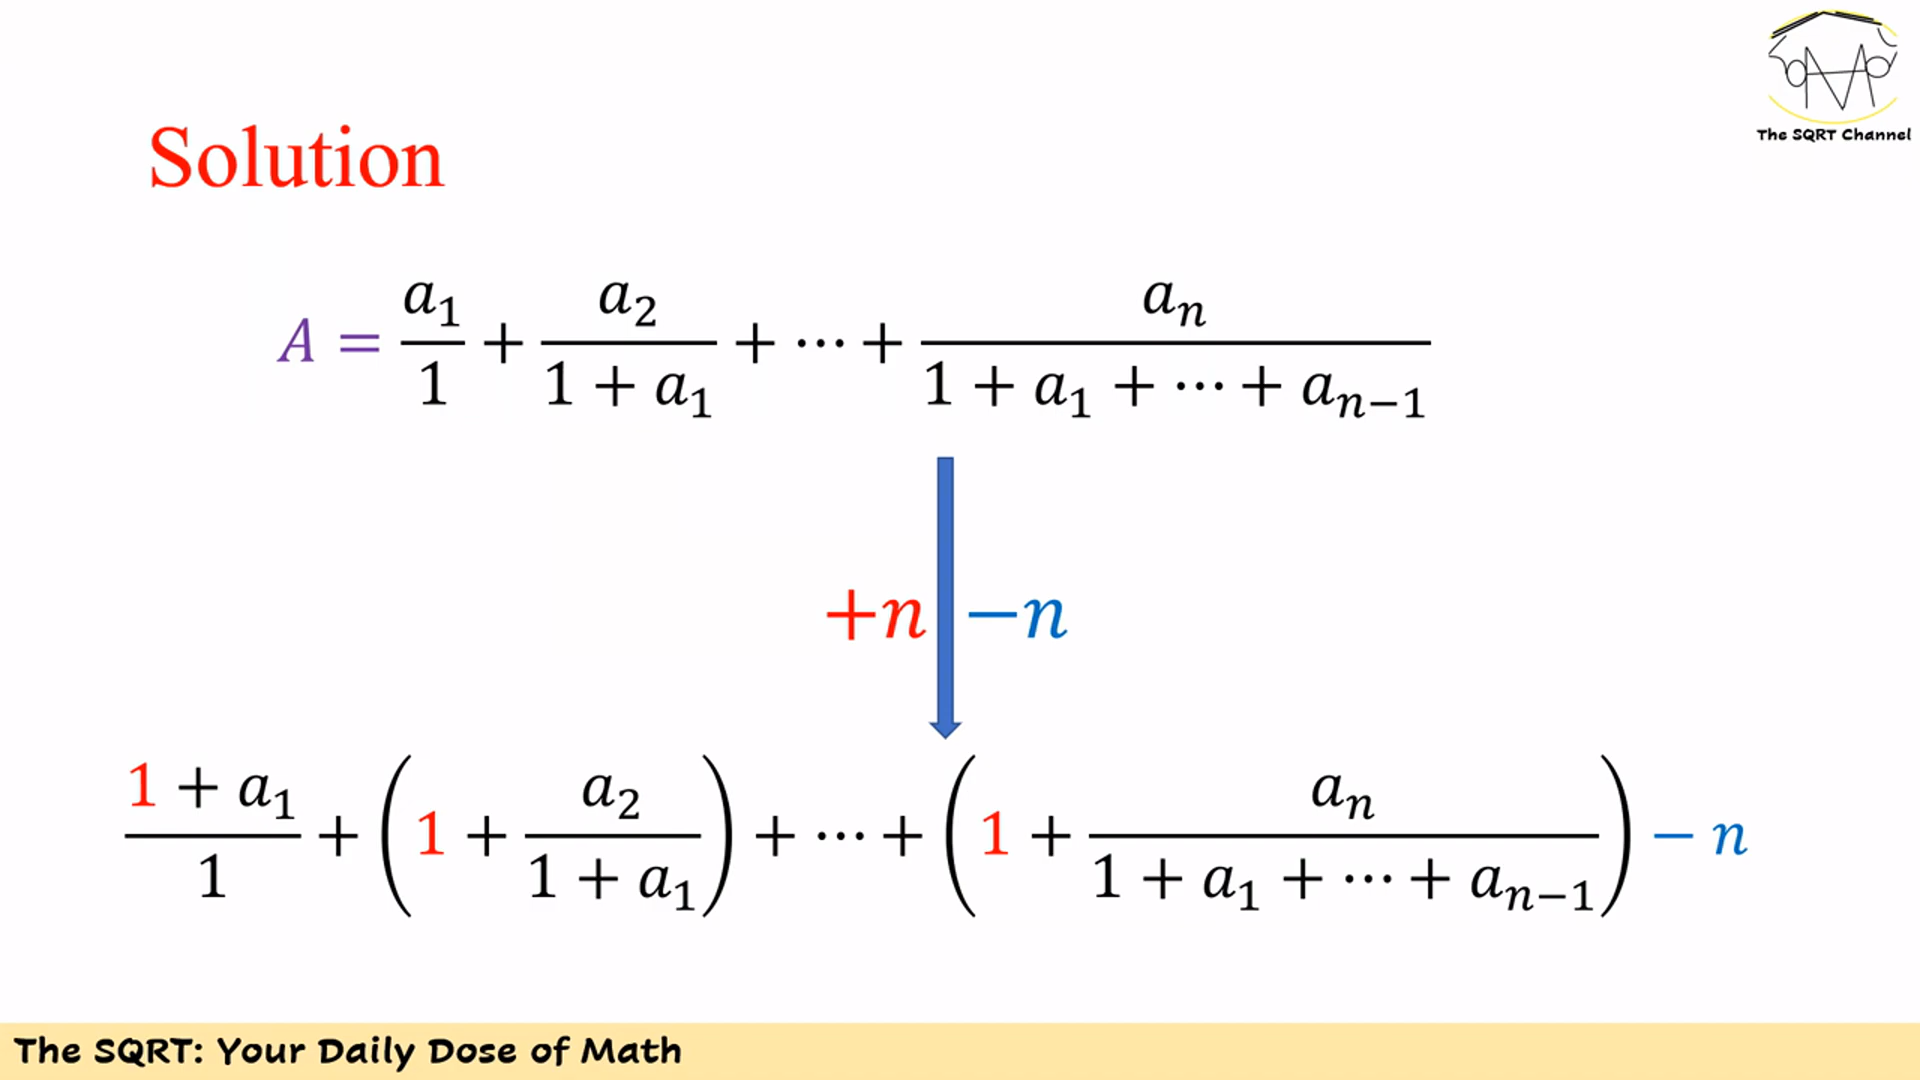 The SQRT Channel
Solution
A = a₁/1 + a₂/(1 + a₁) + ⋯ + aₙ/(1 + a₁ + ⋯ + aₙ₋₁)
+n −n
(1 + a₁)/1 + (1 + a₂/(1 + a₁)) + ⋯ + (1 + aₙ/(1 + a₁ + ⋯ + aₙ₋₁)) − n
The SQRT: Your Daily Dose of Math